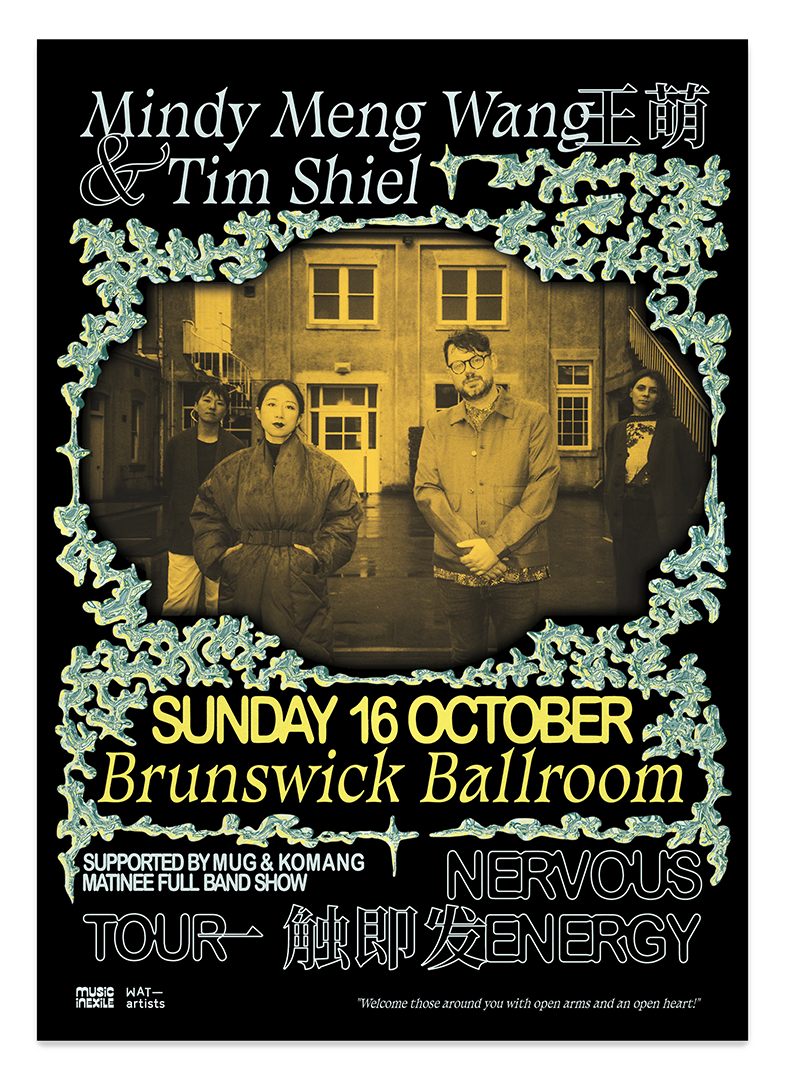 Mindy Meng Wang王萌
& Tim Shiel
SUNDAY 16 OCTOBER
Brunswick Ballroom
SUPPORTED BY MUG & KOMANG
MATINEE FULL BAND SHOW
NERVOUS
TOUR一触即发ENERGY
MUSIC
INEXILE
WAT—
artists
"Welcome those around you with open arms and an open heart!"